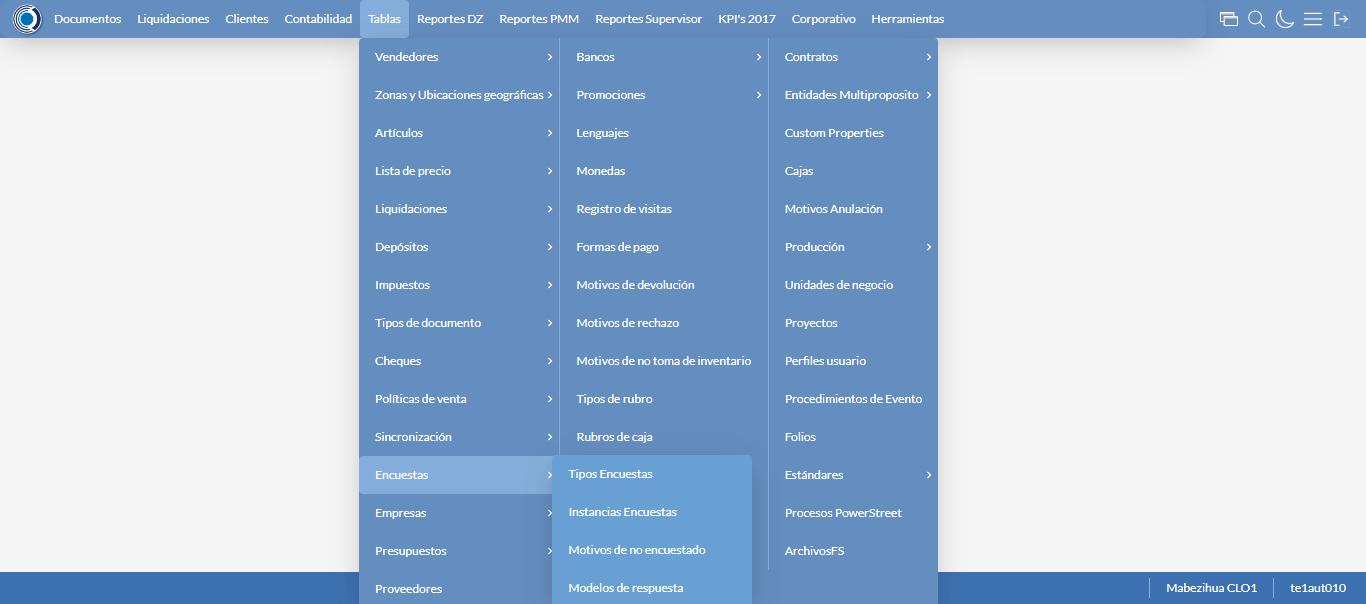 Documentos
Liquidaciones
Clientes
Contabilidad
Tablas
Reportes DZ
Reportes PMM
Reportes Supervisor
KPI's 2017
Corporativo
Herramientas
Vendedores
Zonas y Ubicaciones geográficas
Artículos
Lista de precio
Liquidaciones
Depósitos
Impuestos
Tipos de documento
Cheques
Políticas de venta
Sincronización
Encuestas
Empresas
Presupuestos
Proveedores
Bancos
Promociones
Lenguajes
Monedas
Registro de visitas
Formas de pago
Motivos de devolución
Motivos de rechazo
Motivos de no toma de inventario
Tipos de rubro
Rubros de caja
Tipos Encuestas
Instancias Encuestas
Motivos de no encuestado
Modelos de respuesta
Contratos
Entidades Multiproposito
Custom Properties
Cajas
Motivos Anulación
Producción
Unidades de negocio
Proyectos
Perfiles usuario
Procedimientos de Evento
Folios
Estándares
Procesos PowerStreet
ArchivosFS
Mabezihua CLO1
te1aut010